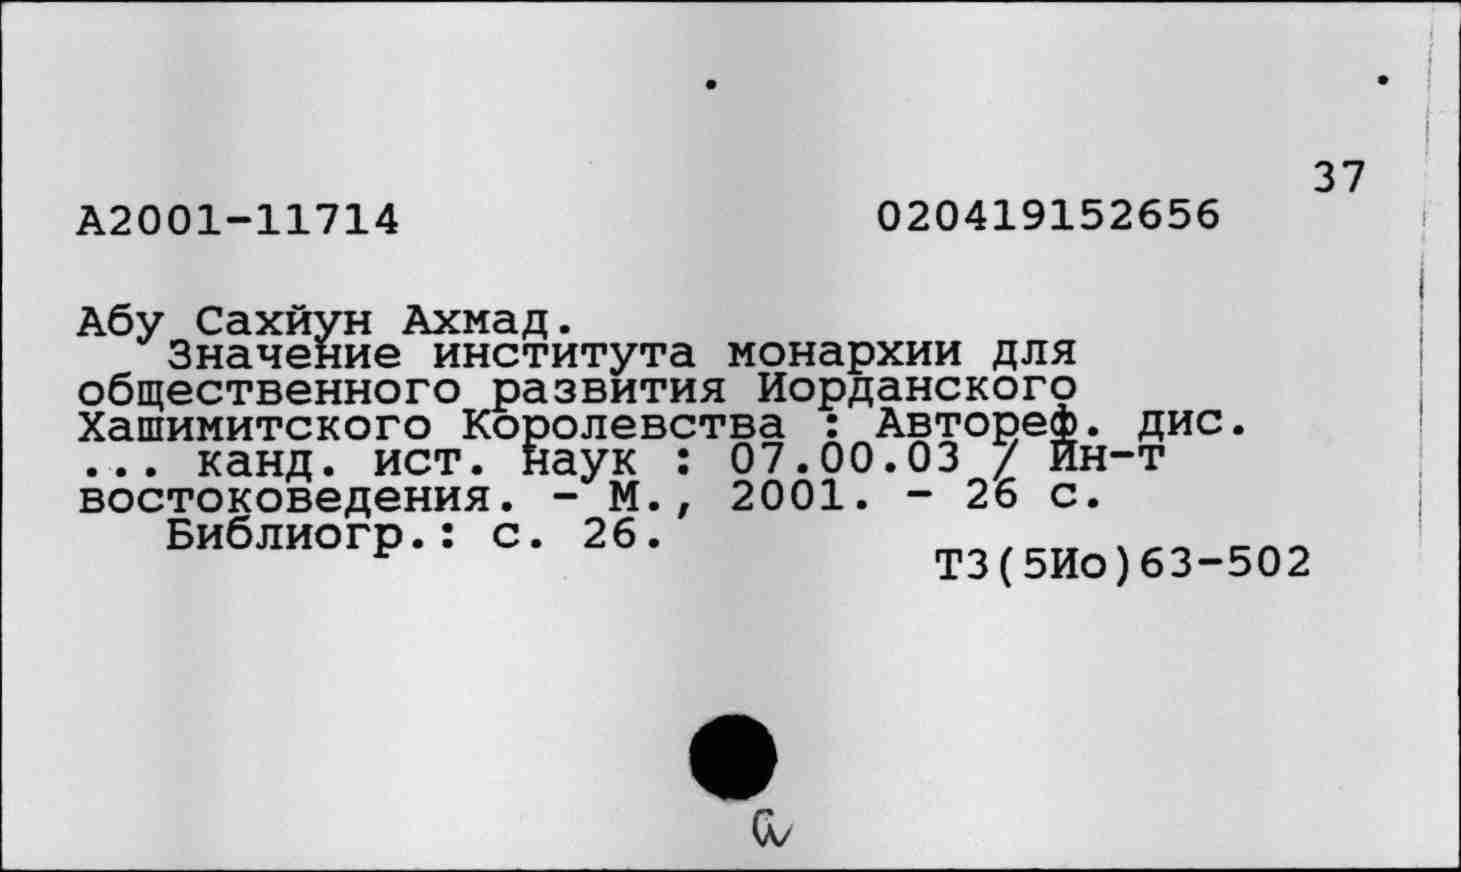 37
А2001-11714 020419152656
Абу Сахйун Ахмад.
Значение института монархии для
общественного развития Иорданского
Хашимитского Королевства : Автореф. дис.
... канд. ист. наук : 07.00.03 / Ин-т
востоковедения. - М., 2001. - 26 с.
Библиогр.: с. 26.
Т3(5Ио)63-502